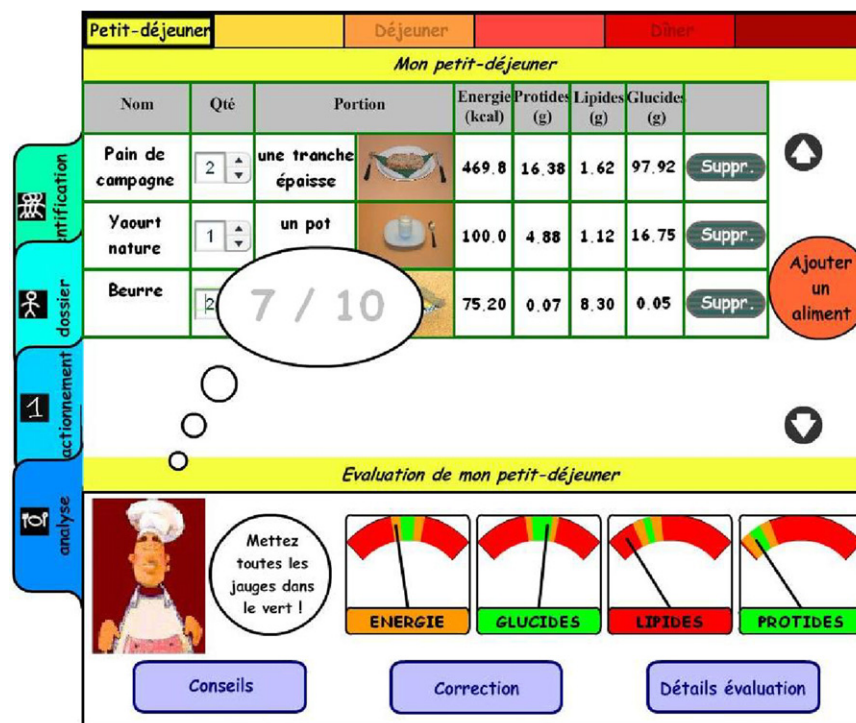 Petit-déjeuner Déjeuner Dîner
Mon petit-déjeuner
Nom Qté Portion Energie (kcal) Protides (g) Lipides (g) Glucides (g)
Pain de campagne 2 une tranche épaisse 469.8 16.38 1.62 97.92 Suppr.
Yaourt nature 1 un pot 100.0 4.88 1.12 16.75 Suppr.
Beurre 2 75.20 0.07 8.30 0.05 Suppr.
7 / 10
Ajouter
un
aliment
ntification
dossier
actionnement
1
analyse
Evaluation de mon petit-déjeuner
Mettez
toutes les
jauges dans
le vert !
ENERGIE GLUCIDES LIPIDES PROTIDES
Conseils Correction Détails évaluation